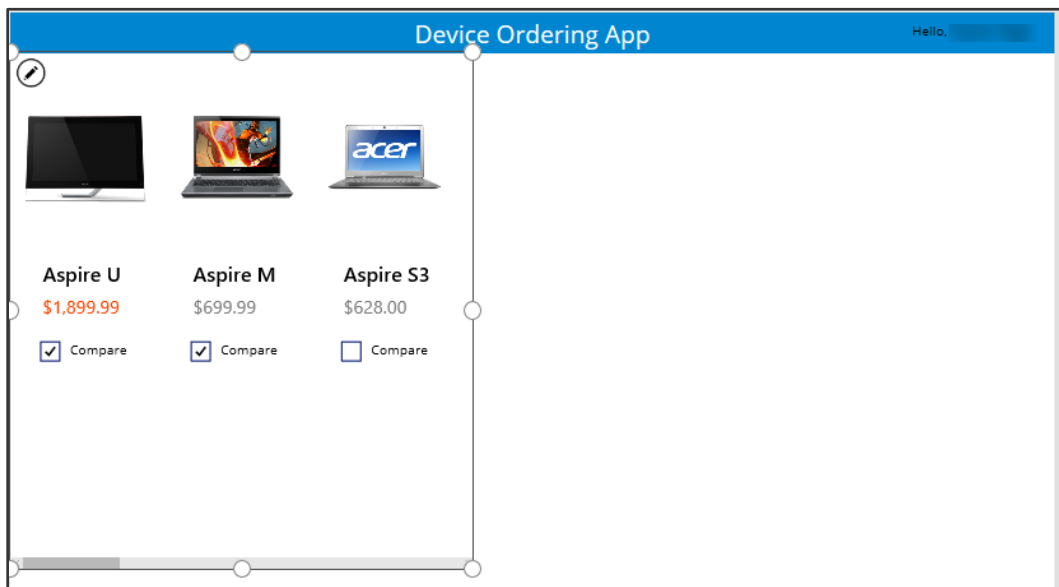 Device Ordering App
Hello,
acer
Aspire U
Aspire M
Aspire S3
$1,899.99
$699.99
$628.00
Compare
Compare
Compare